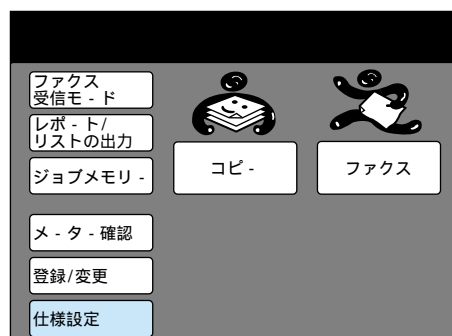 ファクス
受信モ - ド
レポ - ト/
リストの出力
ジョブメモリ -
コピ -
ファクス
メ - タ - 確認
登録/変更
仕様設定